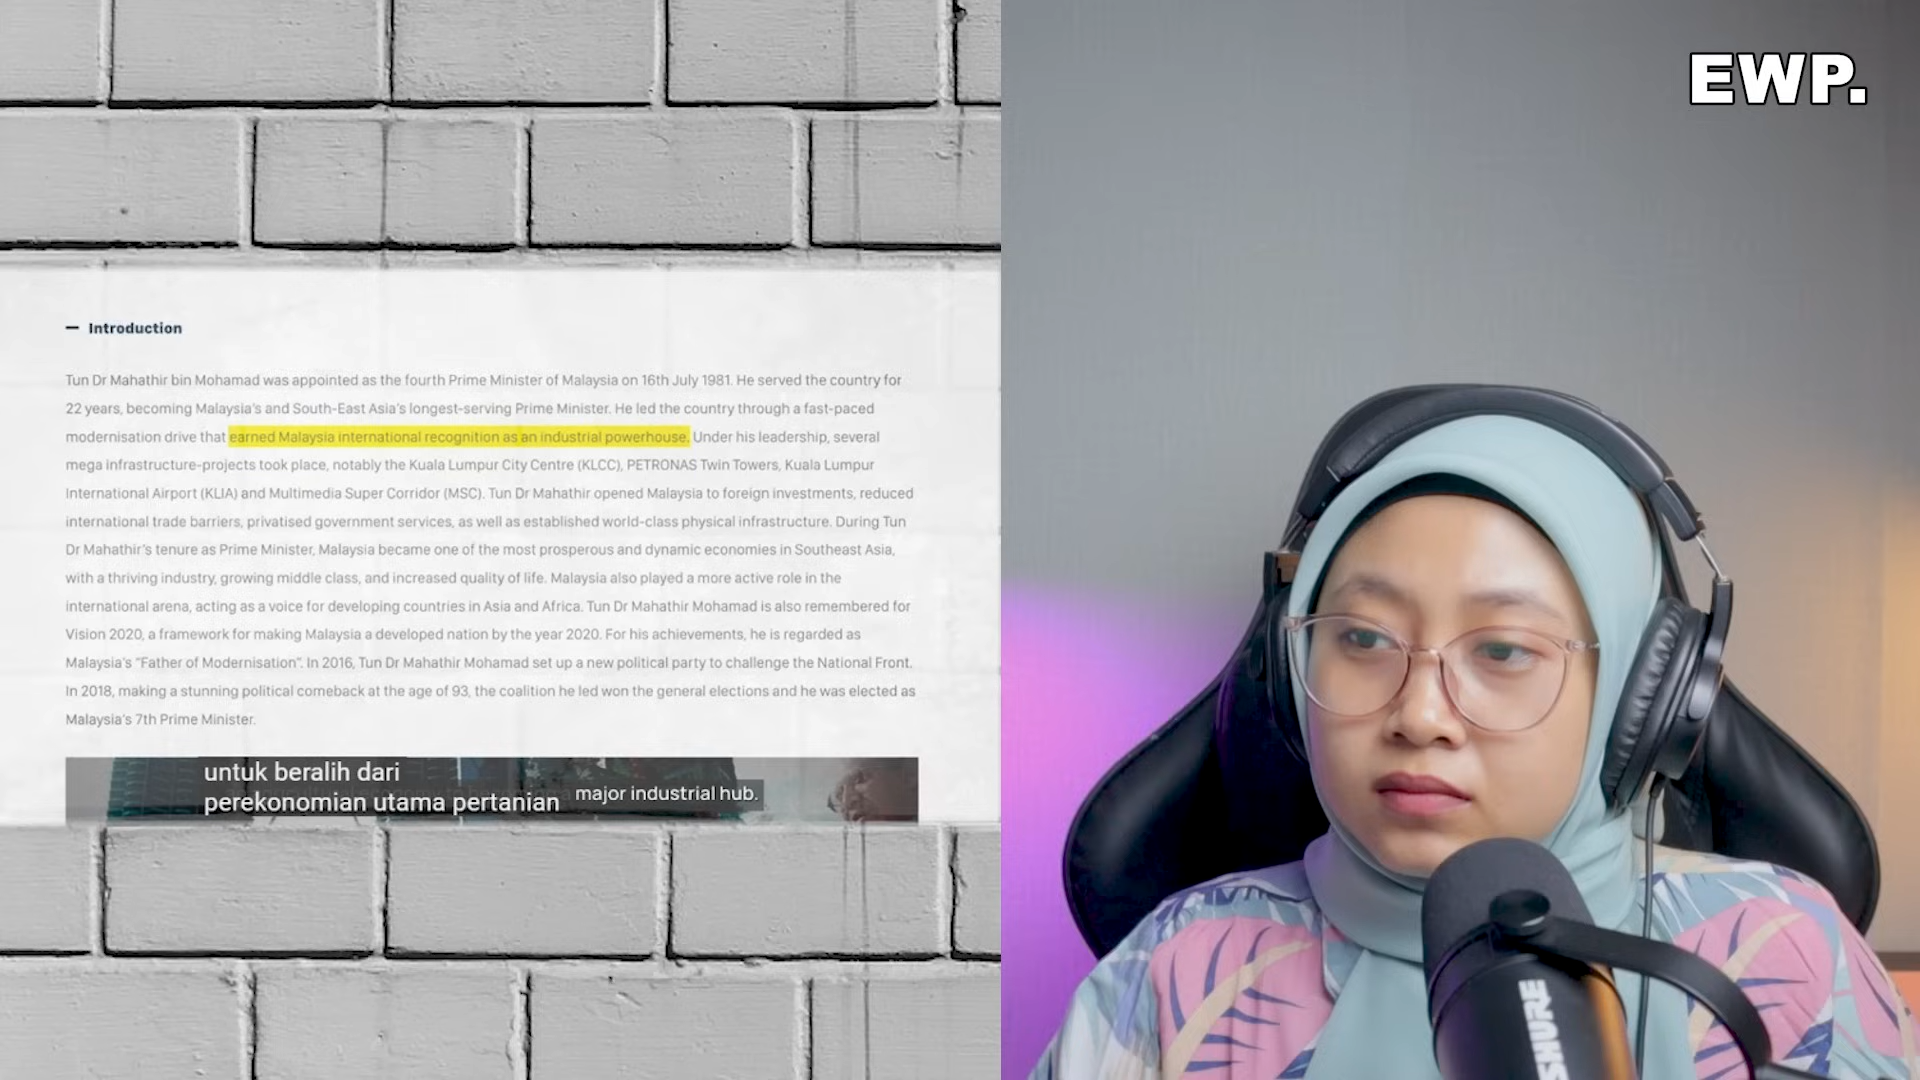 EWP.
Introduction
Tun Dr Mahathir bin Mohamad was appointed as the fourth Prime Minister of Malaysia on 16th July 1981. He served the country for
22 years, becoming Malaysia's and South-East Asia's longest-serving Prime Minister. He led the country through a fast-paced
modernisation drive that earned Malaysia international recognition as an industrial powerhouse. Under his leadership, several
mega infrastructure-projects took place, notably the Kuala Lumpur City Centre (KLCC), PETRONAS Twin Towers, Kuala Lumpur
International Airport (KLIA) and Multimedia Super Corridor (MSC). Tun Dr Mahathir opened Malaysia to foreign investments, reduced
international trade barriers, privatised government services, as well as established world-class physical infrastructure. During Tun
Dr Mahathir's tenure as Prime Minister, Malaysia became one of the most prosperous and dynamic economies in Southeast Asia,
with a thriving industry, growing middle class, and increased quality of life. Malaysia also played a more active role in the
international arena, acting as a voice for developing countries in Asia and Africa. Tun Dr Mahathir Mohamad is also remembered for
Vision 2020, a framework for making Malaysia a developed nation by the year 2020. For his achievements, he is regarded as
Malaysia's "Father of Modernisation". In 2016, Tun Dr Mahathir Mohamad set up a new political party to challenge the National Front.
In 2018, making a stunning political comeback at the age of 93, the coalition he led won the general elections and he was elected as
Malaysia's 7th Prime Minister.
untuk beralih dari
perekonomian utama pertanian
major industrial hub.
SHURE